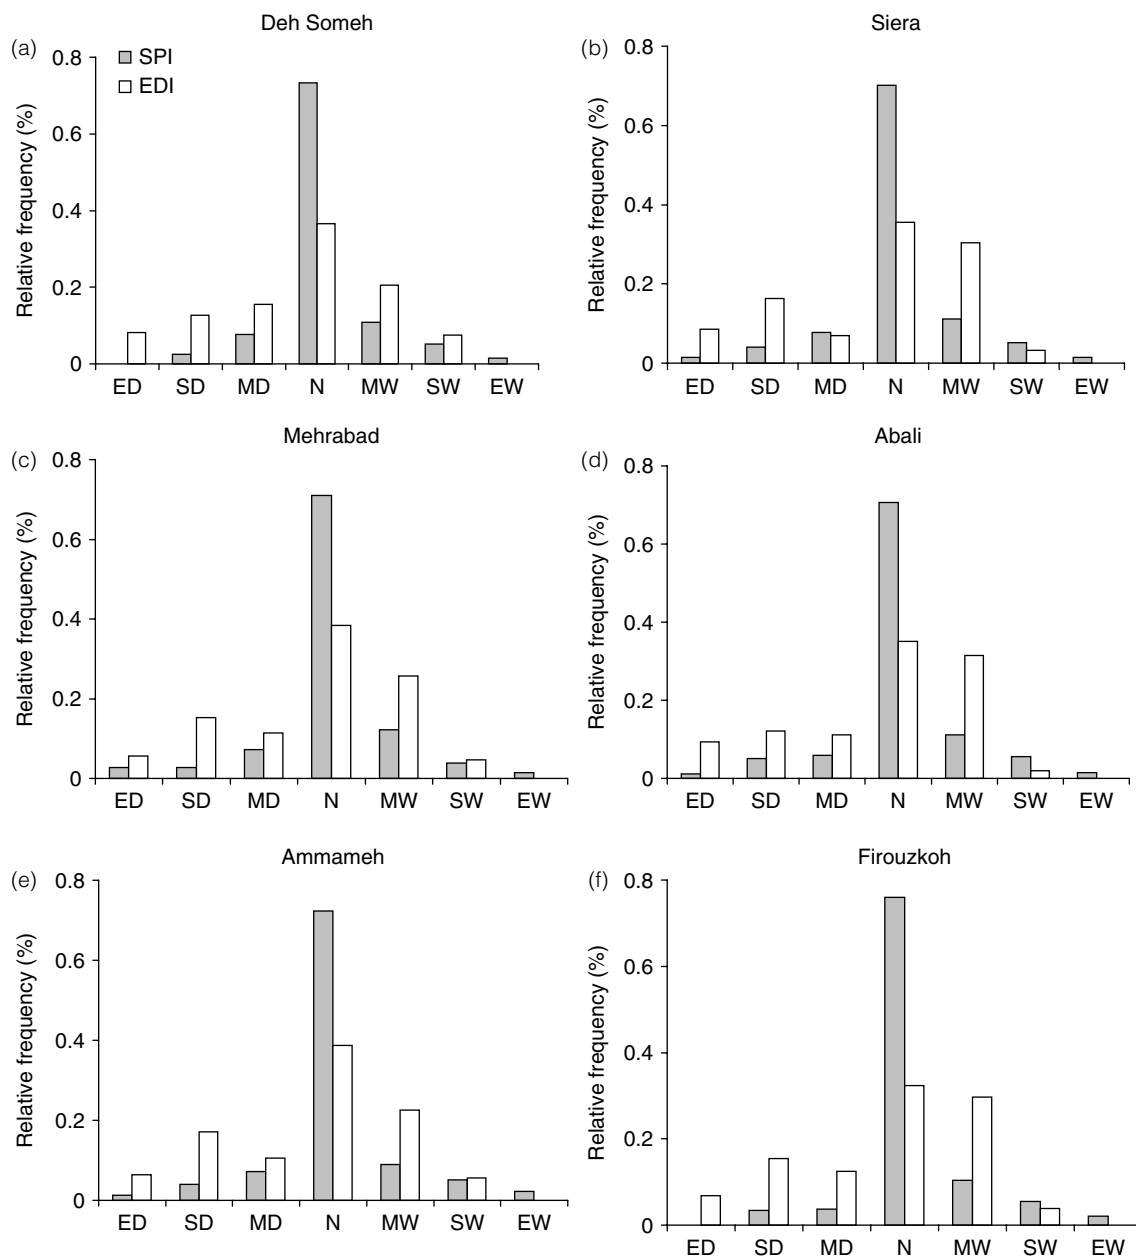 Deh Someh
(a)
SPI
EDI
Relative frequency (%)
0.8
0.6
0.4
0.2
0
ED SD MD N MW SW EW
Siera
(b)
Relative frequency (%)
0.8
0.6
0.4
0.2
0
ED SD MD N MW SW EW
Mehrabad
(c)
Relative frequency (%)
0.8
0.6
0.4
0.2
0
ED SD MD N MW SW EW
Abali
(d)
Relative frequency (%)
0.8
0.6
0.4
0.2
0
ED SD MD N MW SW EW
Ammameh
(e)
Relative frequency (%)
0.8
0.6
0.4
0.2
0
ED SD MD N MW SW EW
Firouzkoh
(f)
Relative frequency (%)
0.8
0.6
0.4
0.2
0
ED SD MD N MW SW EW